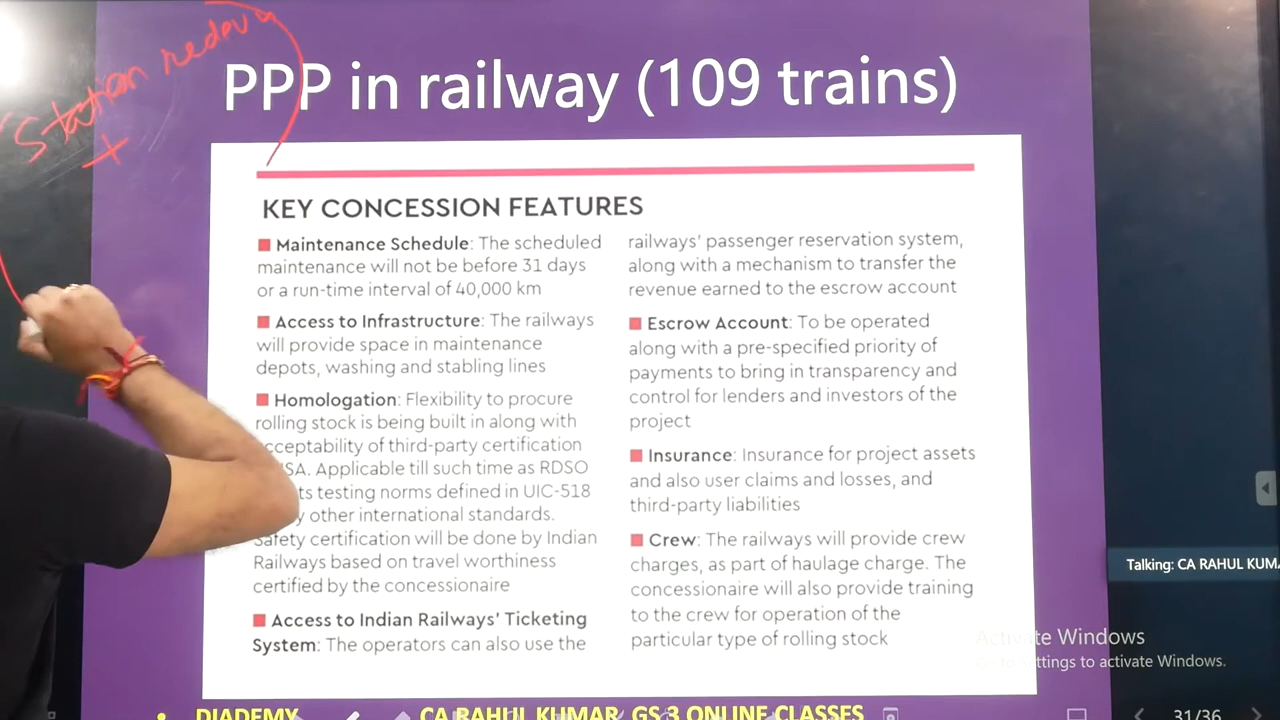 Station redev
+
PPP in railway (109 trains)
KEY CONCESSION FEATURES
Maintenance Schedule: The scheduled
maintenance will not be before 31 days
or a run-time interval of 40,000 km
Access to Infrastructure: The railways
will provide space in maintenance
depots, washing and stabling lines
Homologation: Flexibility to procure
rolling stock is being built in along with
cceptability of third-party certification
SA. Applicable till such time as RDSO
ts testing norms defined in UIC-518
y other international standards.
Safety certification will be done by Indian
Railways based on travel worthiness
certified by the concessionaire
Access to Indian Railways' Ticketing
System: The operators can also use the
railways' passenger reservation system,
along with a mechanism to transfer the
revenue earned to the escrow account
Escrow Account: To be operated
along with a pre-specified priority of
payments to bring in transparency and
control for lenders and investors of the
project
Insurance: Insurance for project assets
and also user claims and losses, and
third-party liabilities
Crew: The railways will provide crew
charges, as part of haulage charge. The
concessionaire will also provide training
to the crew for operation of the
particular type of rolling stock
Talking: CA RAHUL KUMA
Activate Windows
to settings to activate Windows.
DIADEMY CA RAHUL KUMAR GS 3 ONLINE CLASSES
31/36